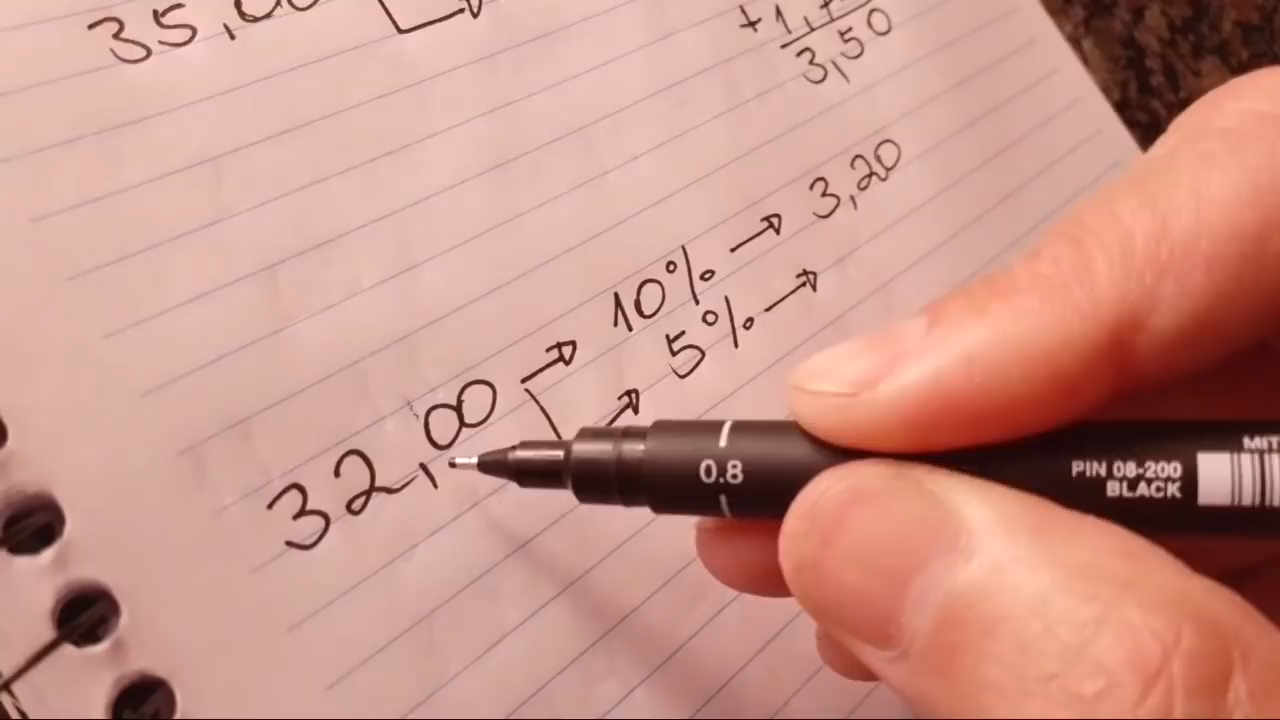 35,
3,50
32,00 → 10% → 3,20
→ 5% →
0.8
PIN 08-200
BLACK